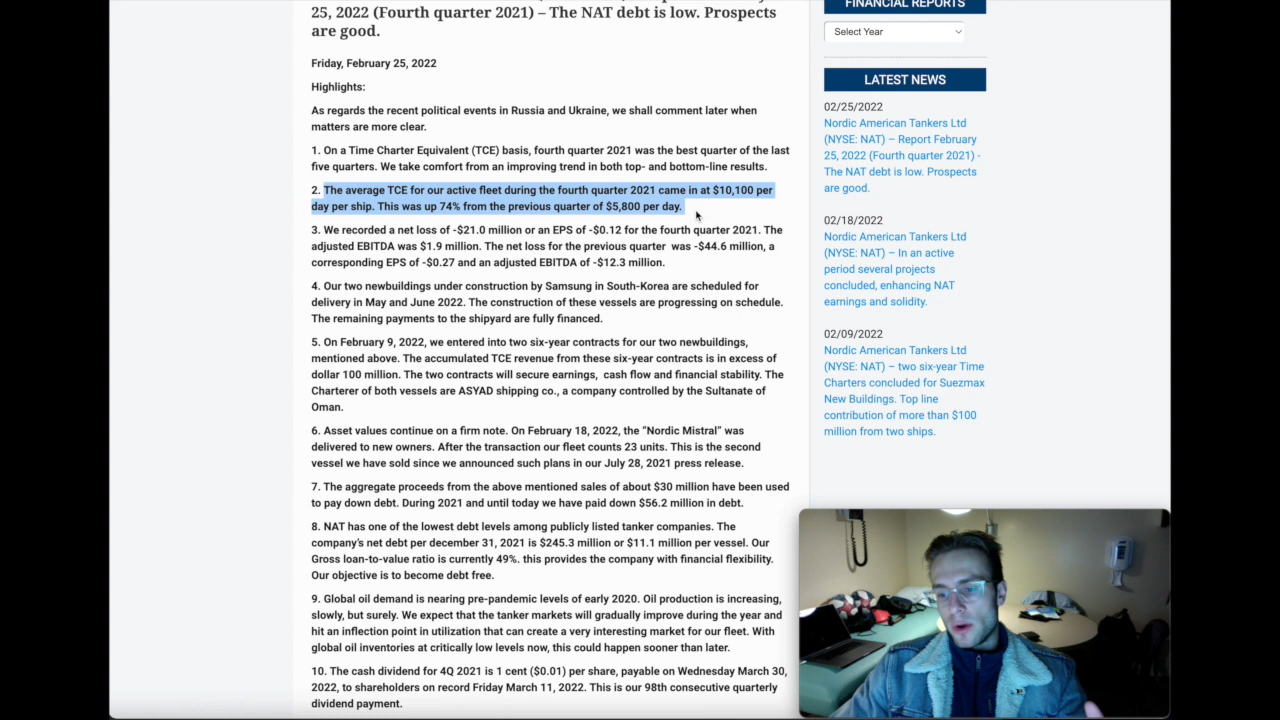 25, 2022 (Fourth quarter 2021) – The NAT debt is low. Prospects
are good.
Friday, February 25, 2022
Highlights:
As regards the recent political events in Russia and Ukraine, we shall comment later when
matters are more clear.
1. On a Time Charter Equivalent (TCE) basis, fourth quarter 2021 was the best quarter of the last
five quarters. We take comfort from an improving trend in both top- and bottom-line results.
2. The average TCE for our active fleet during the fourth quarter 2021 came in at $10,100 per
day per ship. This was up 74% from the previous quarter of $5,800 per day.
3. We recorded a net loss of -$21.0 million or an EPS of -$0.12 for the fourth quarter 2021. The
adjusted EBITDA was $1.9 million. The net loss for the previous quarter was -$44.6 million, a
corresponding EPS of -$0.27 and an adjusted EBITDA of -$12.3 million.
4. Our two newbuildings under construction by Samsung in South-Korea are scheduled for
delivery in May and June 2022. The construction of these vessels are progressing on schedule.
The remaining payments to the shipyard are fully financed.
5. On February 9, 2022, we entered into two six-year contracts for our two newbuildings,
mentioned above. The accumulated TCE revenue from these six-year contracts is in excess of
dollar 100 million. The two contracts will secure earnings, cash flow and financial stability. The
Charterer of both vessels are ASYAD shipping co., a company controlled by the Sultanate of
Oman.
6. Asset values continue on a firm note. On February 18, 2022, the “Nordic Mistral” was
delivered to new owners. After the transaction our fleet counts 23 units. This is the second
vessel we have sold since we announced such plans in our July 28, 2021 press release.
7. The aggregate proceeds from the above mentioned sales of about $30 million have been used
to pay down debt. During 2021 and until today we have paid down $56.2 million in debt.
8. NAT has one of the lowest debt levels among publicly listed tanker companies. The
company’s net debt per december 31, 2021 is $245.3 million or $11.1 million per vessel. Our
Gross loan-to-value ratio is currently 49%. this provides the company with financial flexibility.
Our objective is to become debt free.
9. Global oil demand is nearing pre-pandemic levels of early 2020. Oil production is increasing,
slowly, but surely. We expect that the tanker markets will gradually improve during the year and
hit an inflection point in utilization that can create a very interesting market for our fleet. With
global oil inventories at critically low levels now, this could happen sooner than later.
10. The cash dividend for 4Q 2021 is 1 cent ($0.01) per share, payable on Wednesday March 30,
2022, to shareholders on record Friday March 11, 2022. This is our 98th consecutive quarterly
dividend payment.
FINANCIAL REPORTS
Select Year
LATEST NEWS
02/25/2022
Nordic American Tankers Ltd
(NYSE: NAT) – Report February
25, 2022 (Fourth quarter 2021) -
The NAT debt is low. Prospects
are good.
02/18/2022
Nordic American Tankers Ltd
(NYSE: NAT) – In an active
period several projects
concluded, enhancing NAT
earnings and solidity.
02/09/2022
Nordic American Tankers Ltd
(NYSE: NAT) – two six-year Time
Charters concluded for Suezmax
New Buildings. Top line
contribution of more than $100
million from two ships.